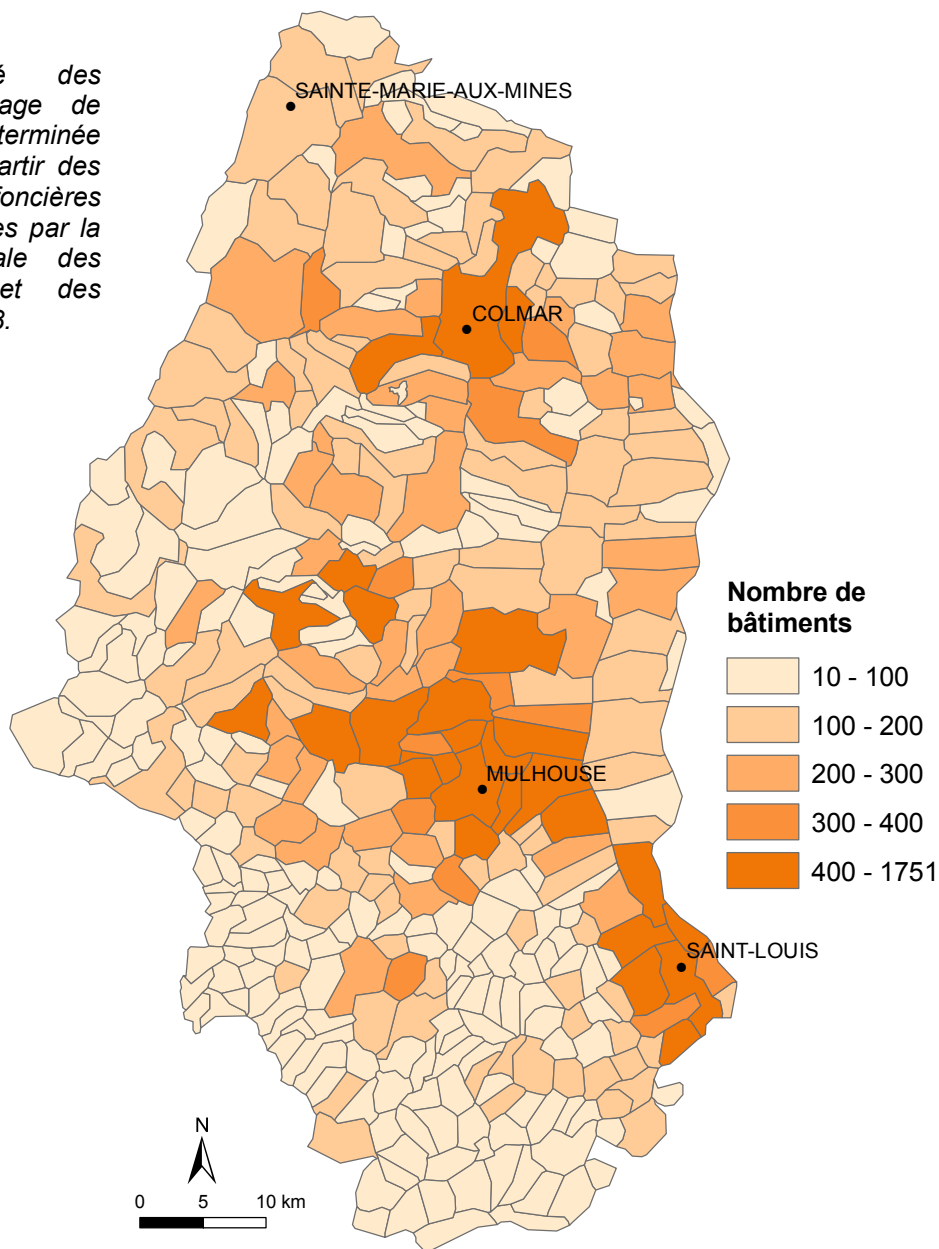 des
age de
terminée
artir des
foncières
es par la
ale des
et des
3.
SAINTE-MARIE-AUX-MINES
COLMAR
Nombre de
bâtiments
10 - 100
100 - 200
200 - 300
300 - 400
400 - 1751
MULHOUSE
SAINT-LOUIS
N
0 5 10 km